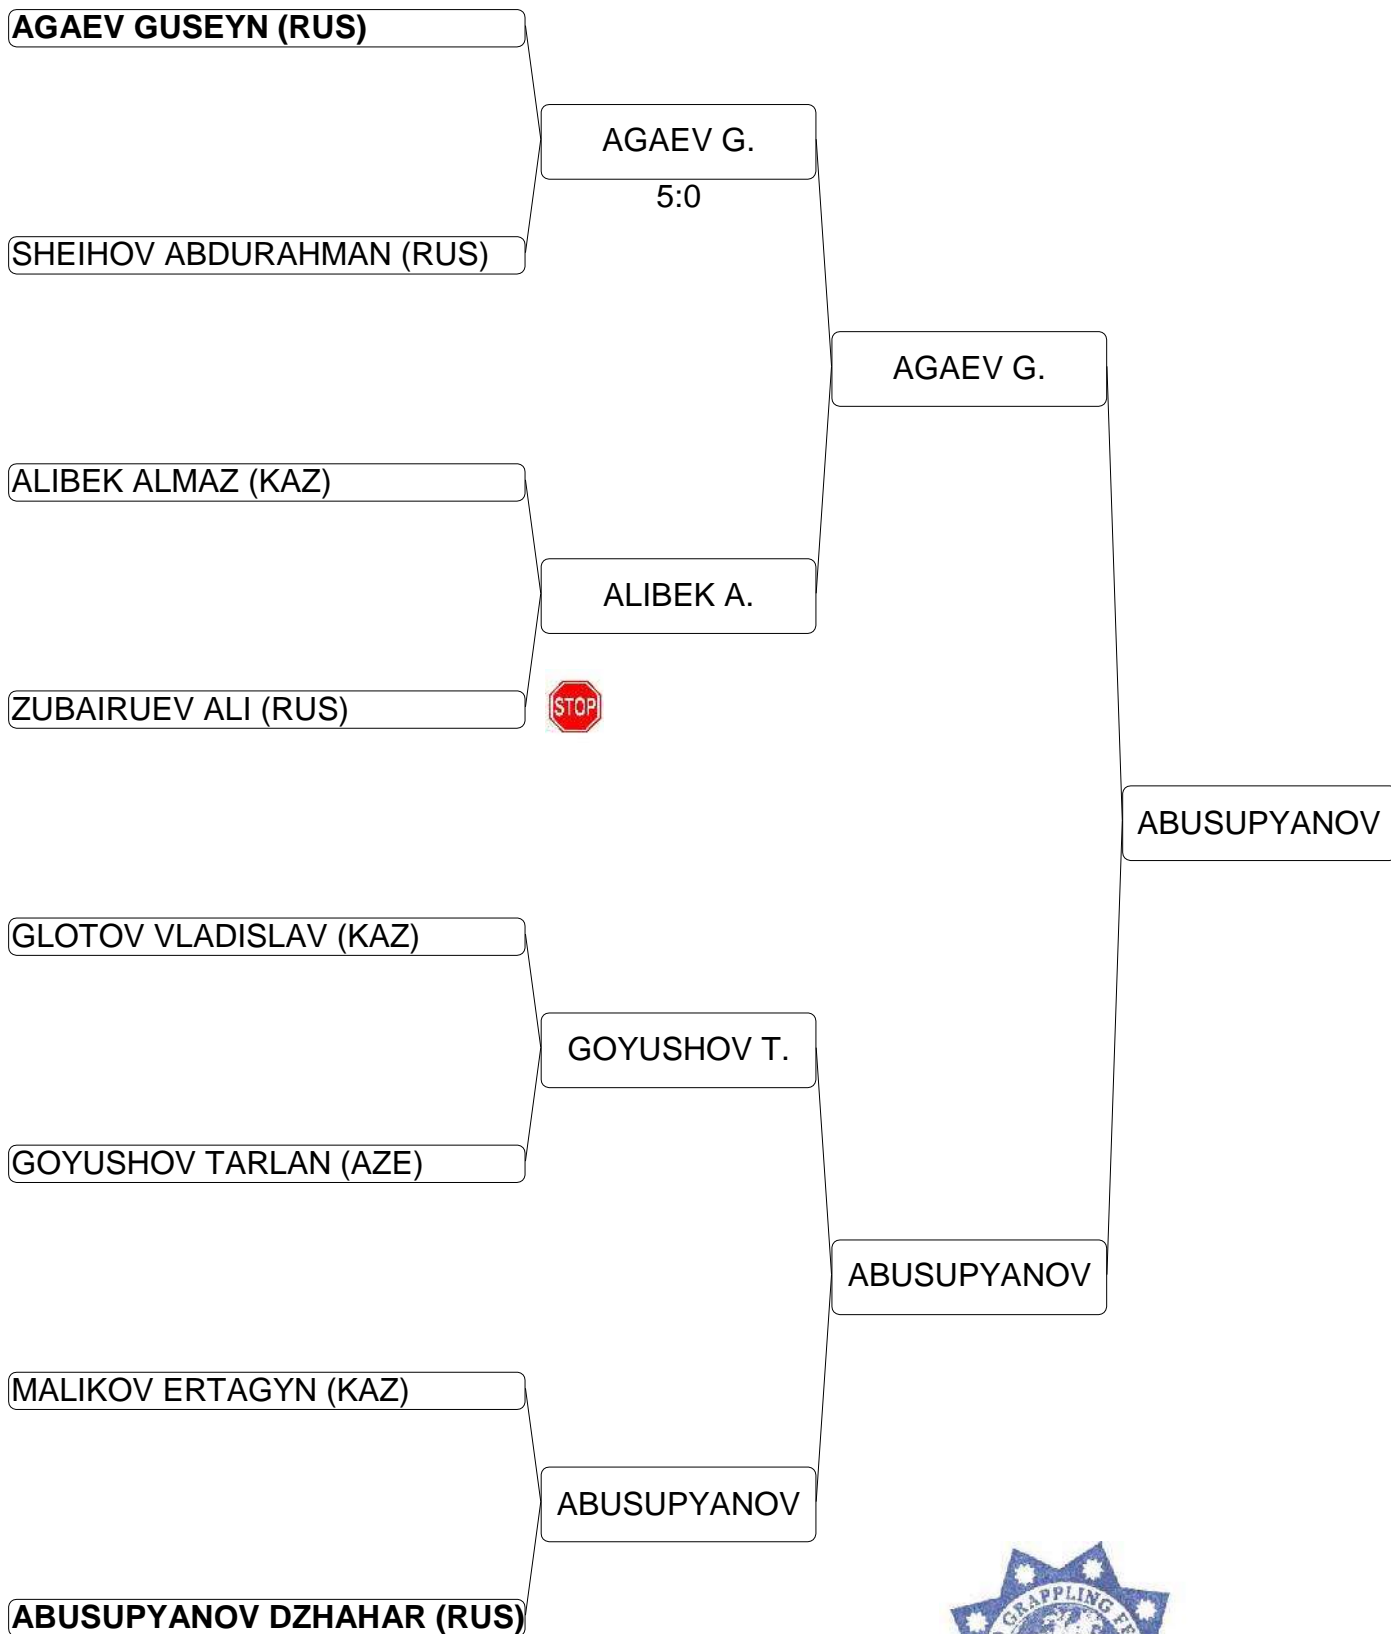 AGAEV GUSEYN (RUS)
AGAEV G.
5:0
SHEIHOV ABDURAHMAN (RUS)
AGAEV G.
ALIBEK ALMAZ (KAZ)
ALIBEK A.
ZUBAIRUEV ALI (RUS)
STOP
ABUSUPYANOV
GLOTOV VLADISLAV (KAZ)
GOYUSHOV T.
GOYUSHOV TARLAN (AZE)
ABUSUPYANOV
MALIKOV ERTAGYN (KAZ)
ABUSUPYANOV
ABUSUPYANOV DZHAHAR (RUS)
GRAPPLING